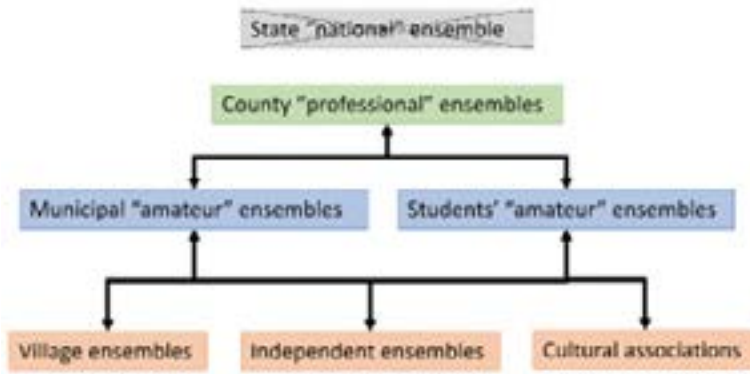 State "national" ensemble
County "professional" ensembles
Municipal "amateur" ensembles
Students' "amateur" ensembles
Village ensembles
Independent ensembles
Cultural associations